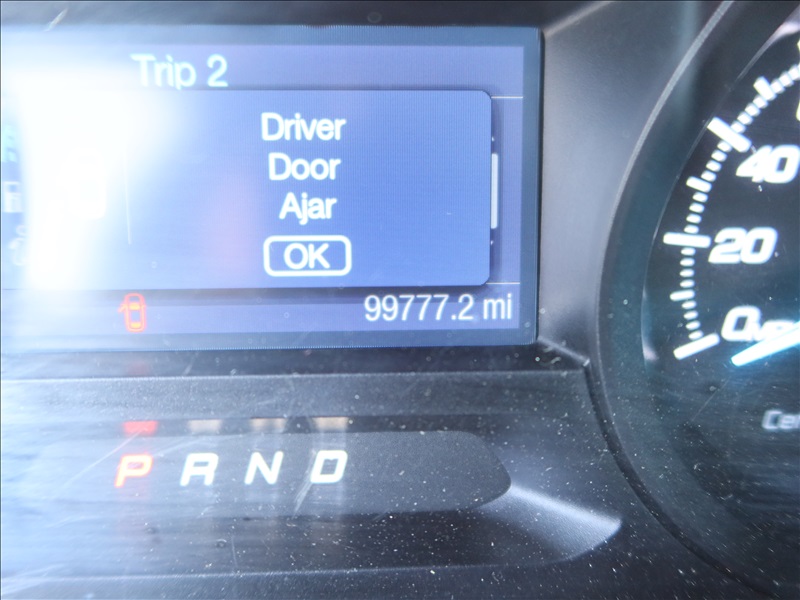 Trip 2
Driver
Door
Ajar
OK
99777.2 mi
P R N D
40
20
0